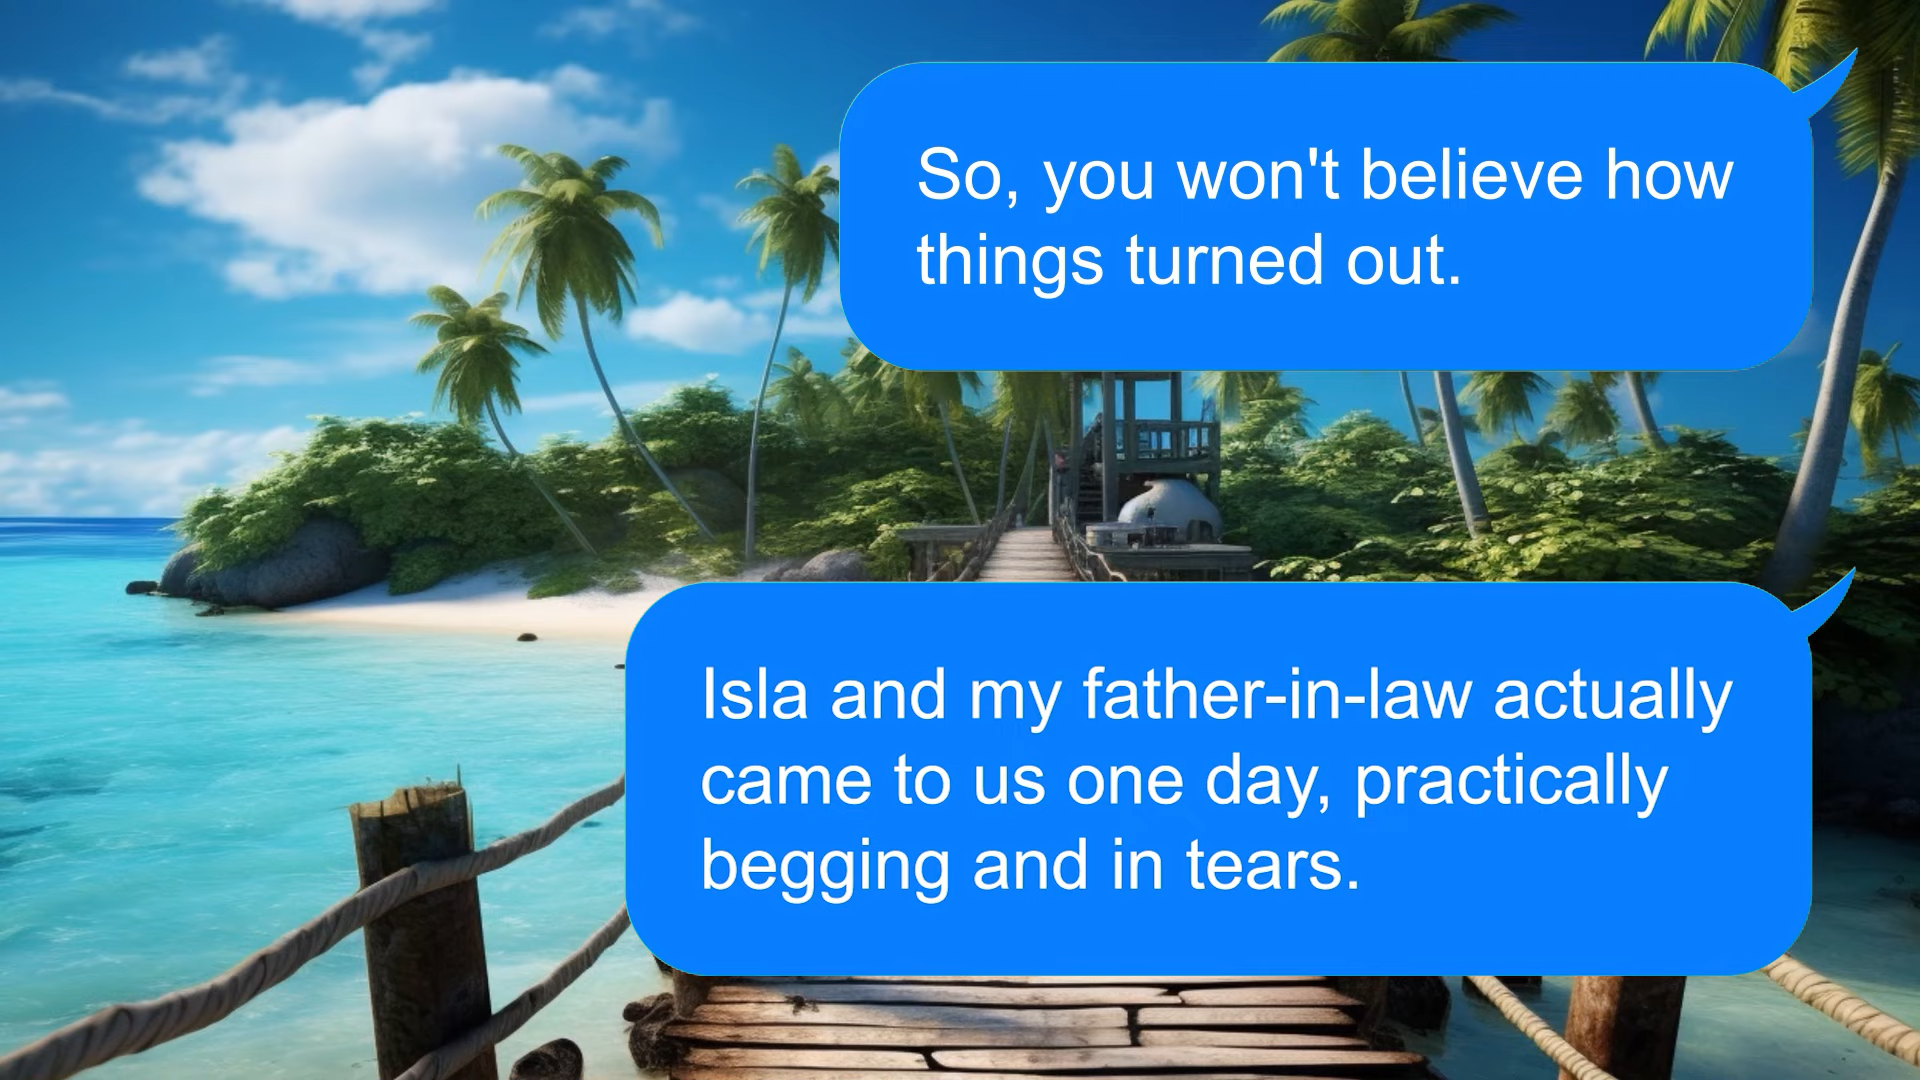 So, you won't believe how
things turned out.
Isla and my father-in-law actually
came to us one day, practically
begging and in tears.